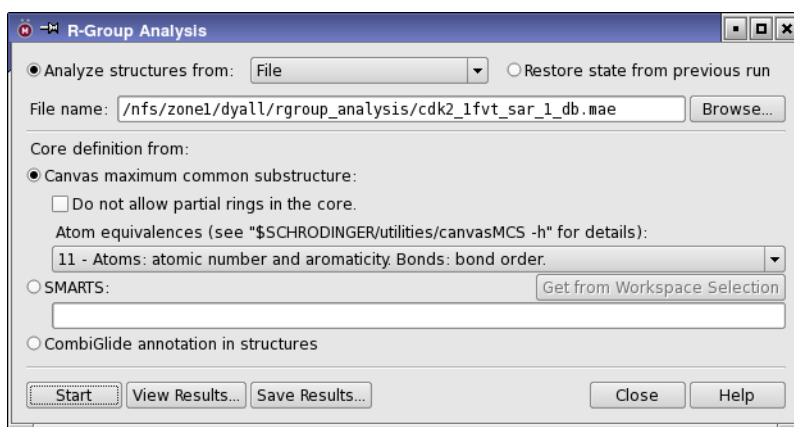 R-Group Analysis
Analyze structures from: File Restore state from previous run
File name: /nfs/zone1/dyall/rgroup_analysis/cdk2_1fvt_sar_1_db.mae Browse...
Core definition from:
Canvas maximum common substructure:
Do not allow partial rings in the core.
Atom equivalences (see "$SCHRODINGER/utilities/canvasMCS -h" for details):
11 - Atoms: atomic number and aromaticity. Bonds: bond order.
SMARTS: Get from Workspace Selection
CombiGlide annotation in structures
Start View Results... Save Results... Close Help